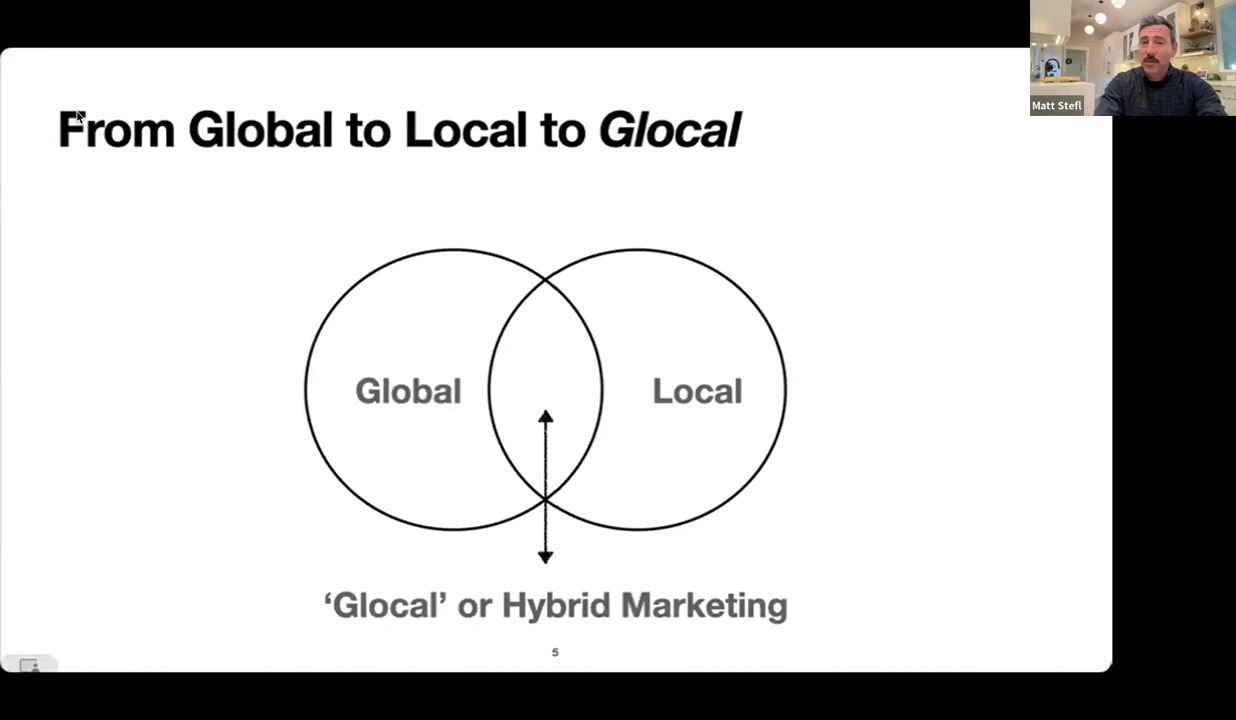 Matt Stefl
From Global to Local to Glocal
Global
Local
‘Glocal’ or Hybrid Marketing
5